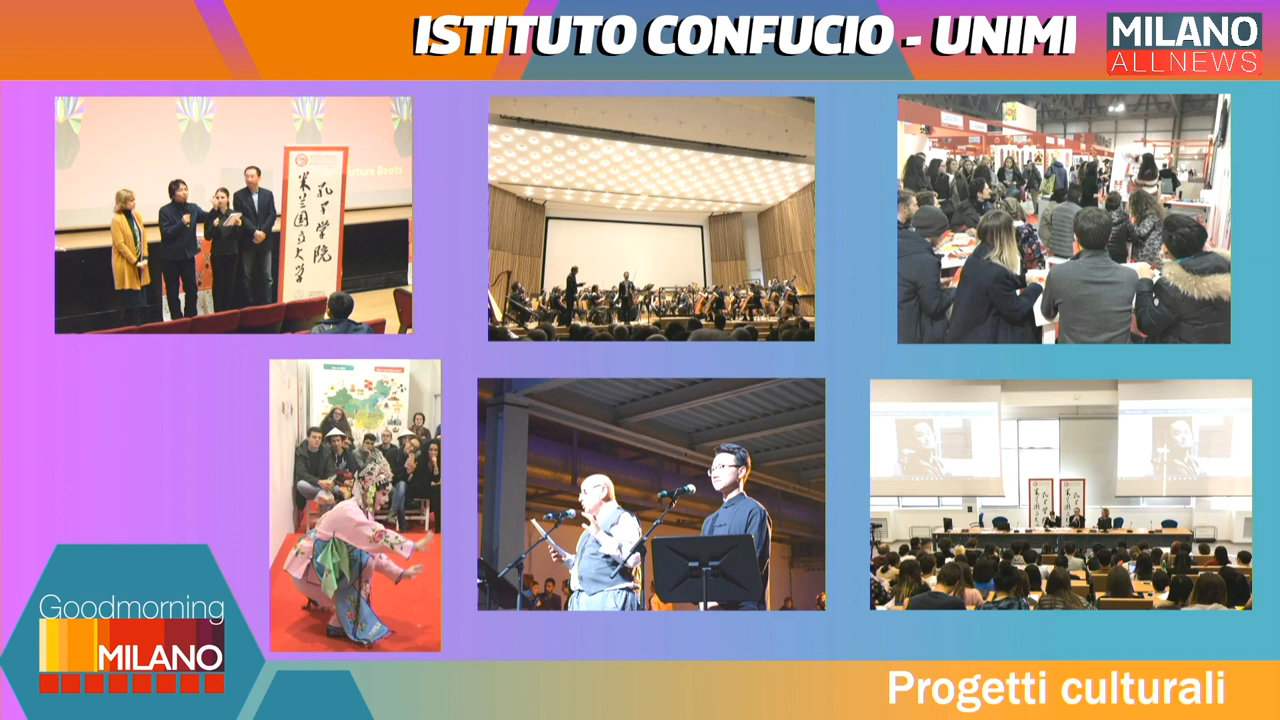 ISTITUTO CONFUCIO - UNIMI
MILANO
ALLNEWS
uture Beats
孔子学院
米兰国立大学
Goodmorning
MILANO
Progetti culturali